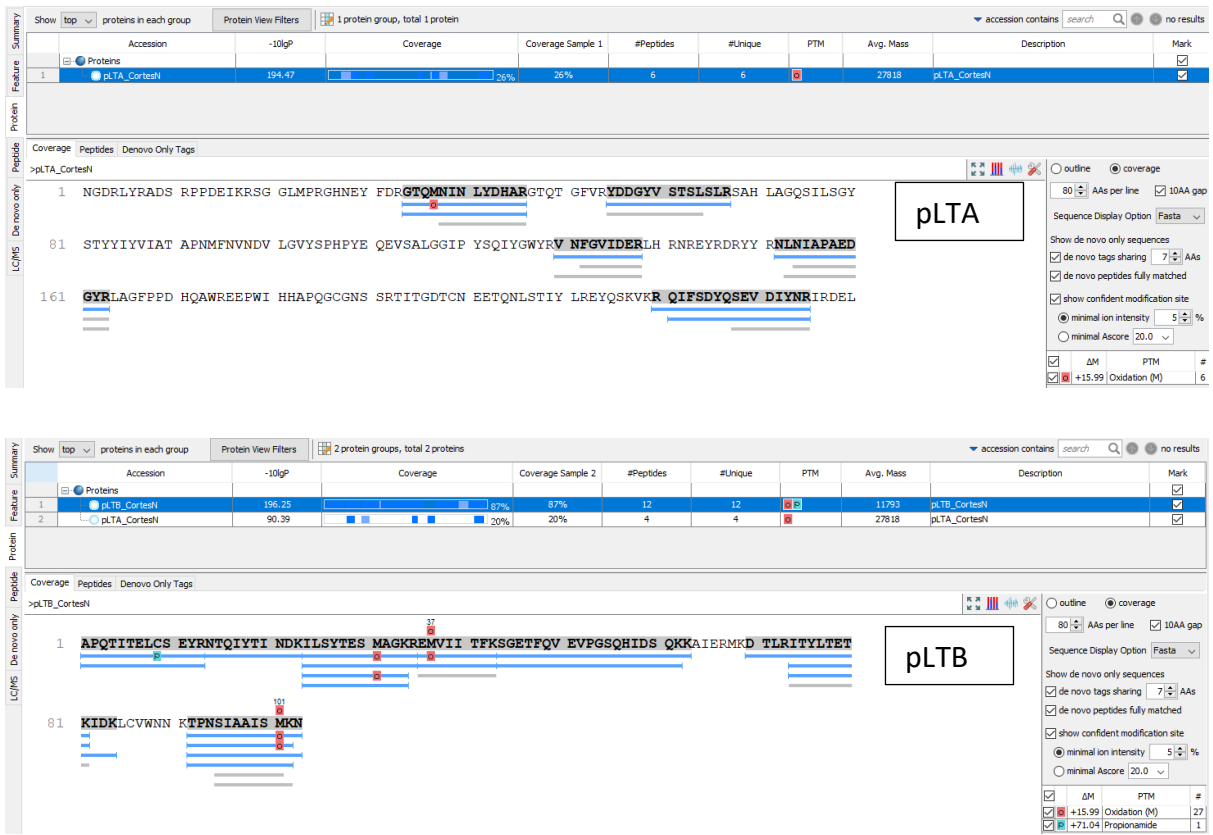 Show top proteins in each group Protein View Filters 1 protein group, total 1 protein accession contains search no results
Accession -10lgP Coverage Coverage Sample 1 #Peptides #Unique PTM Avg. Mass Description Mark
Proteins
1 pLTA_CortesN 194.47 26% 26% 6 6 o 27818 pLTA_CortesN
Summary
Feature
Protein
Peptide
De novo only
LC/MS
Coverage Peptides Denovo Only Tags
>pLTA_CortesN
1 NGDRLYRADS RPPDEIKRSG GLMPRGHNEY FDRGTQMNIN LYDHARGTQT GFVRYDDGYV STSLSLRSAH LAGQSILSGY
o
81 STYYIYVIAT APNMFNVNDV LGVYSPHPYE QEVSALGGIP YSQIYGWYRV NFGVIDERLH RNREYRDRYY RNLNIAPAED
161 GYRLAGFPPD HQAWREEPWI HHAPQGCGNS SRTITGDTCN EETQNLSTIY LREYQSKVKR QIFSDYQSEV DIYNRIRDEL
pLTA
outline coverage
80 AAs per line 10AA gap
Sequence Display Option Fasta
Show de novo only sequences
de novo tags sharing 7 AAs
de novo peptides fully matched
show confident modification site
minimal ion intensity 5 %
minimal Ascore 20.0
ΔM PTM #
o +15.99 Oxidation (M) 6
Show top proteins in each group Protein View Filters 2 protein groups, total 2 proteins accession contains search no results
Accession -10lgP Coverage Coverage Sample 2 #Peptides #Unique PTM Avg. Mass Description Mark
Proteins
1 pLTB_CortesN 196.25 87% 87% 12 12 o P 11793 pLTB_CortesN
2 pLTA_CortesN 90.39 20% 20% 4 4 o 27818 pLTA_CortesN
Summary
Feature
Protein
Peptide
De novo only
LC/MS
Coverage Peptides Denovo Only Tags
>pLTB_CortesN
37
o
1 APQTITELCS EYRNTQIYTI NDKILSYTES MAGKREMVII TFKSGETFQV EVPGSQHIDS QKKAIERMKD TLRITYLTET
P o o
o
101
o
81 KIDKLCVWNN KTPNSIAAIS MKN
o
o
pLTB
outline coverage
80 AAs per line 10AA gap
Sequence Display Option Fasta
Show de novo only sequences
de novo tags sharing 7 AAs
de novo peptides fully matched
show confident modification site
minimal ion intensity 5 %
minimal Ascore 20.0
ΔM PTM #
o +15.99 Oxidation (M) 27
P +71.04 Propionamide 1